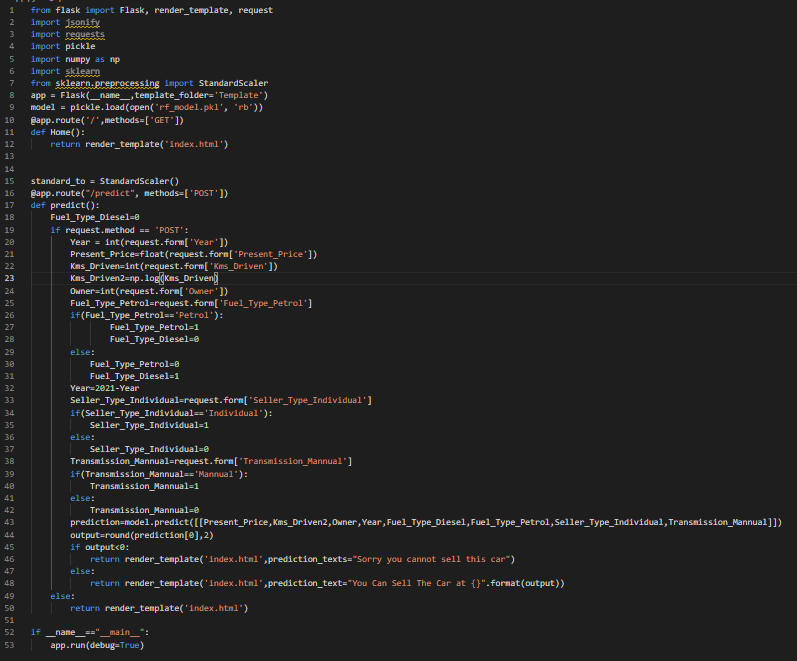 1 from flask import Flask, render_template, request
2 import jsonify
3 import requests
4 import pickle
5 import numpy as np
6 import sklearn
7 from sklearn.preprocessing import StandardScaler
8 app = Flask(__name__,template_folder='Template')
9 model = pickle.load(open('rf_model.pkl', 'rb'))
10 @app.route('/',methods=['GET'])
11 def Home():
12     return render_template('index.html')
13
14
15 standard_to = StandardScaler()
16 @app.route("/predict", methods=['POST'])
17 def predict():
18     Fuel_Type_Diesel=0
19     if request.method == 'POST':
20         Year = int(request.form['Year'])
21         Present_Price=float(request.form['Present_Price'])
22         Kms_Driven=int(request.form['Kms_Driven'])
23         Kms_Driven2=np.log(Kms_Driven)
24         Owner=int(request.form['Owner'])
25         Fuel_Type_Petrol=request.form['Fuel_Type_Petrol']
26         if(Fuel_Type_Petrol=='Petrol'):
27                 Fuel_Type_Petrol=1
28                 Fuel_Type_Diesel=0
29         else:
30             Fuel_Type_Petrol=0
31             Fuel_Type_Diesel=1
32         Year=2021-Year
33         Seller_Type_Individual=request.form['Seller_Type_Individual']
34         if(Seller_Type_Individual=='Individual'):
35             Seller_Type_Individual=1
36         else:
37             Seller_Type_Individual=0
38         Transmission_Mannual=request.form['Transmission_Mannual']
39         if(Transmission_Mannual=='Mannual'):
40             Transmission_Mannual=1
41         else:
42             Transmission_Mannual=0
43         prediction=model.predict([[Present_Price,Kms_Driven2,Owner,Year,Fuel_Type_Diesel,Fuel_Type_Petrol,Seller_Type_Individual,Transmission_Mannual]])
44         output=round(prediction[0],2)
45         if output<0:
46             return render_template('index.html',prediction_texts="Sorry you cannot sell this car")
47         else:
48             return render_template('index.html',prediction_text="You Can Sell The Car at {}".format(output))
49     else:
50         return render_template('index.html')
51
52 if __name__=="__main__":
53     app.run(debug=True)